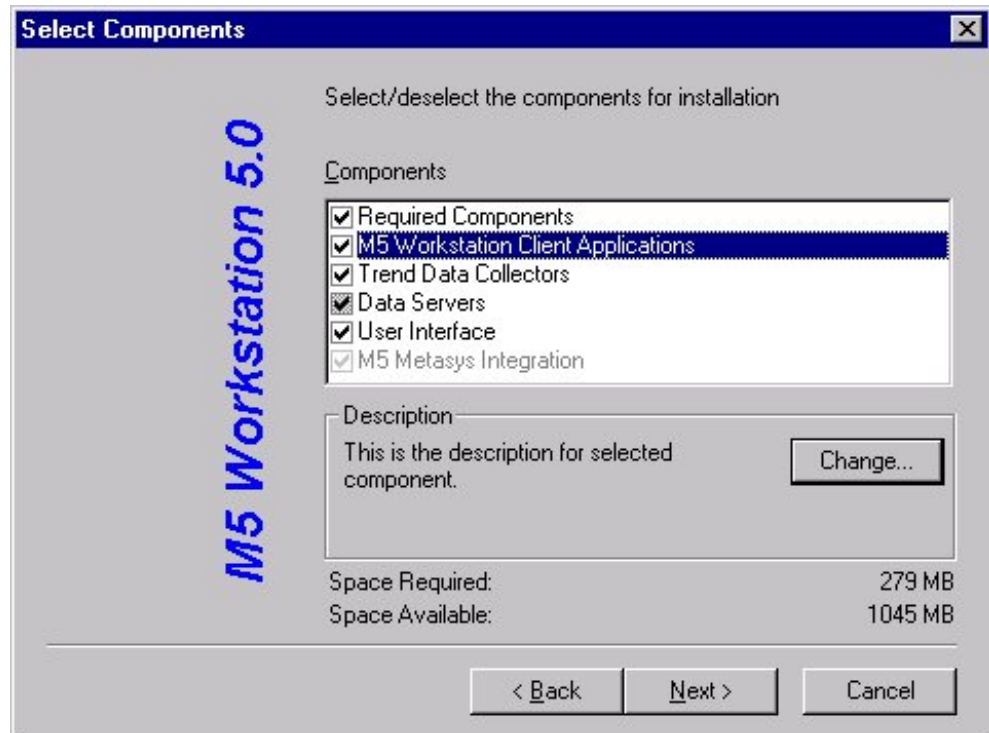 Select Components
M5 Workstation 5.0
Select/deselect the components for installation
Components
Required Components
M5 Workstation Client Applications
Trend Data Collectors
Data Servers
User Interface
M5 Metasys Integration
Description
This is the description for selected
component.
Change...
Space Required: 279 MB
Space Available: 1045 MB
< Back Next > Cancel